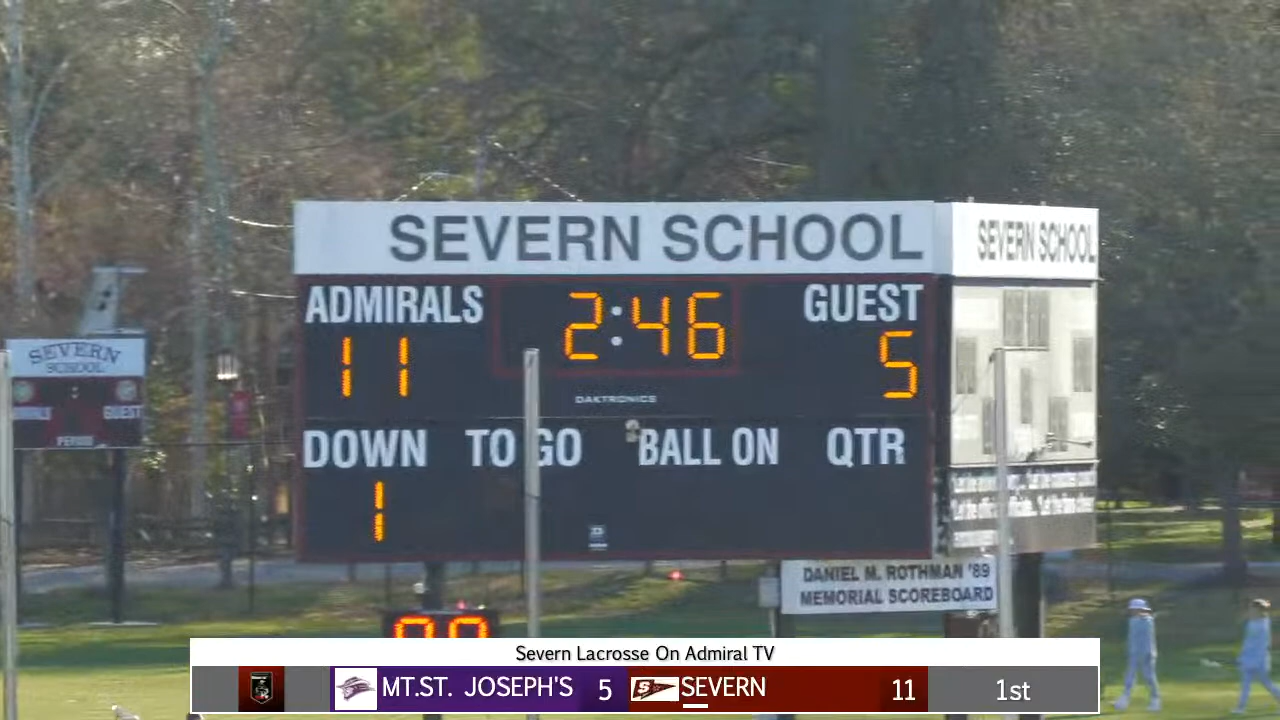 SEVERN SCHOOL
SEVERN SCHOOL
ADMIRALS 2:46 GUEST
11 5
DAKTRONICS
DOWN TO GO BALL ON QTR
1
SEVERN
SCHOOL
GUEST
PERIOD
DANIEL M. ROTHMAN '89
MEMORIAL SCOREBOARD
Severn Lacrosse On Admiral TV
MT.ST. JOSEPH'S 5 SEVERN 11 1st